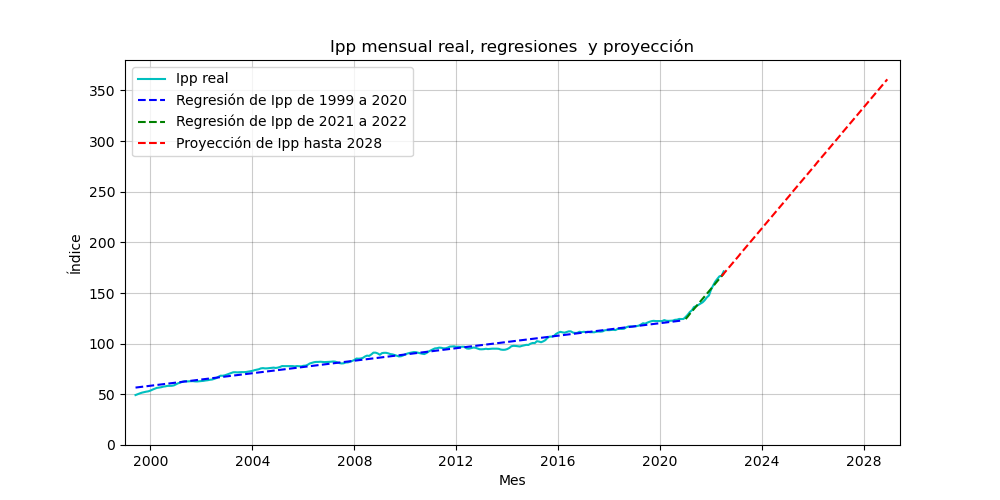 Ipp mensual real, regresiones  y proyección
Ipp real
Regresión de Ipp de 1999 a 2020
Regresión de Ipp de 2021 a 2022
Proyección de Ipp hasta 2028
350
300
250
200
150
100
50
0
Índice
2000 2004 2008 2012 2016 2020 2024 2028
Mes